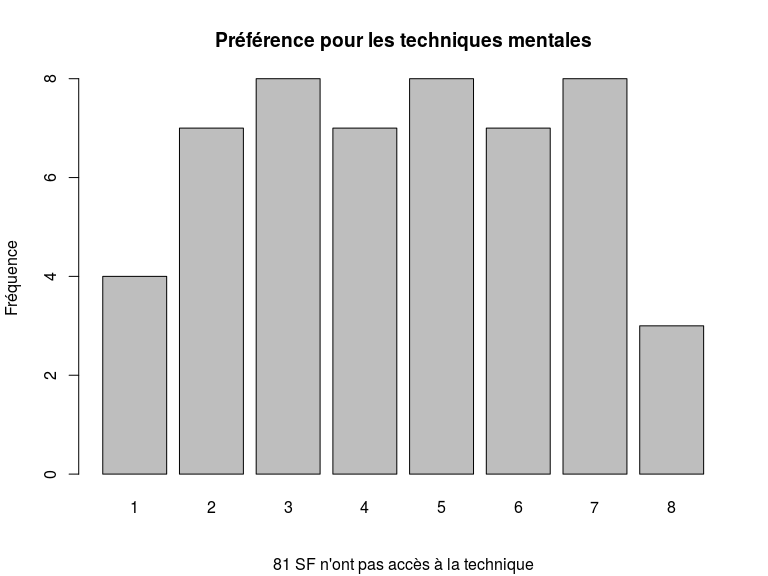 Préférence pour les techniques mentales
8
6
4
2
0
Fréquence
1 2 3 4 5 6 7 8
81 SF n'ont pas accès à la technique